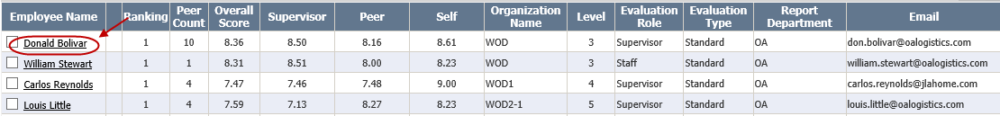 Employee Name Ranking Peer Count Overall Score Supervisor Peer Self Organization Name Level Evaluation Role Evaluation Type Report Department Email
Donald Bolivar 1 10 8.36 8.50 8.16 8.61 WOD 3 Supervisor Standard OA don.bolivar@oalogistics.com
William Stewart 1 1 8.31 8.51 8.00 8.23 WOD 3 Staff Standard OA william.stewart@oalogistics.com
Carlos Reynolds 1 4 7.47 7.46 7.48 9.00 WOD1 4 Supervisor Standard OA carlos.reynolds@jlahome.com
Louis Little 1 4 7.59 7.13 8.27 8.23 WOD2-1 5 Supervisor Standard OA louis.little@oalogistics.com